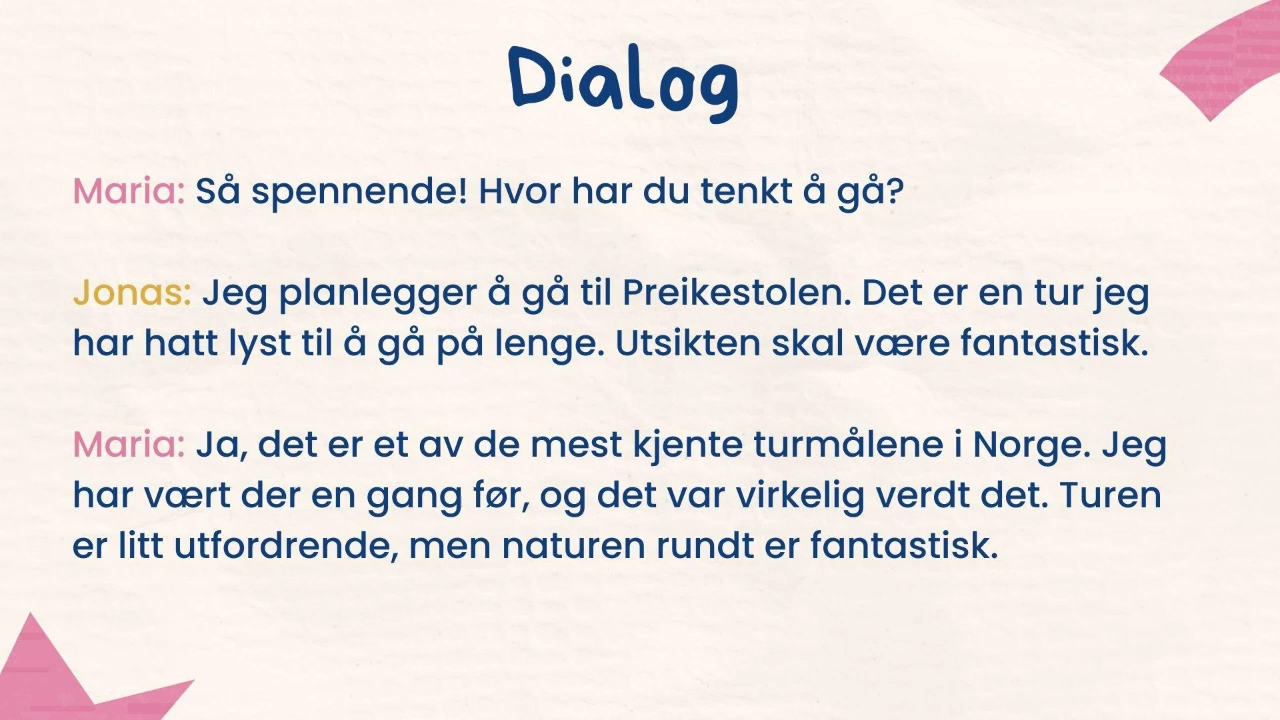 Dialog
Maria: Så spennende! Hvor har du tenkt å gå?
Jonas: Jeg planlegger å gå til Preikestolen. Det er en tur jeg
har hatt lyst til å gå på lenge. Utsikten skal være fantastisk.
Maria: Ja, det er et av de mest kjente turmålene i Norge. Jeg
har vært der en gang før, og det var virkelig verdt det. Turen
er litt utfordrende, men naturen rundt er fantastisk.